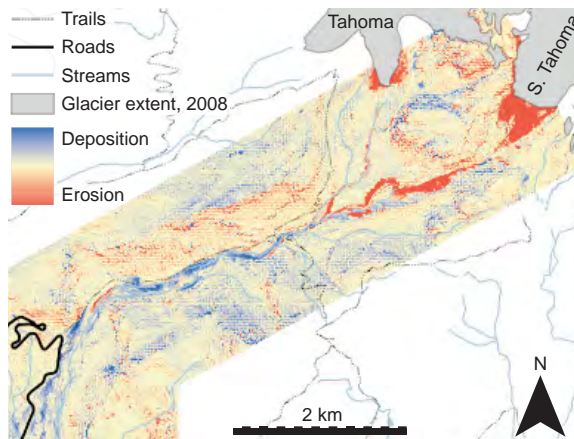 Trails
Roads
Streams
Glacier extent, 2008
Deposition
Erosion
Tahoma
S. Tahoma
2 km
N